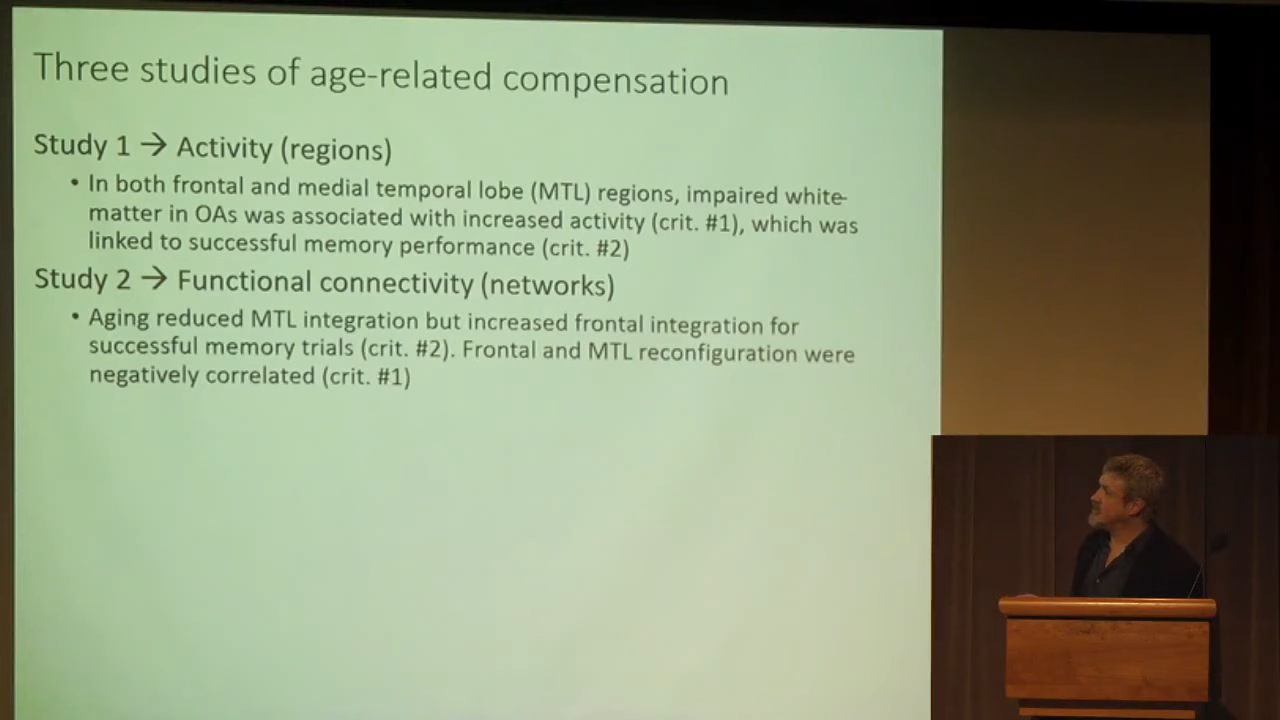 Three studies of age-related compensation
Study 1 → Activity (regions)
• In both frontal and medial temporal lobe (MTL) regions, impaired white-
matter in OAs was associated with increased activity (crit. #1), which was
linked to successful memory performance (crit. #2)
Study 2 → Functional connectivity (networks)
• Aging reduced MTL integration but increased frontal integration for
successful memory trials (crit. #2). Frontal and MTL reconfiguration were
negatively correlated (crit. #1)